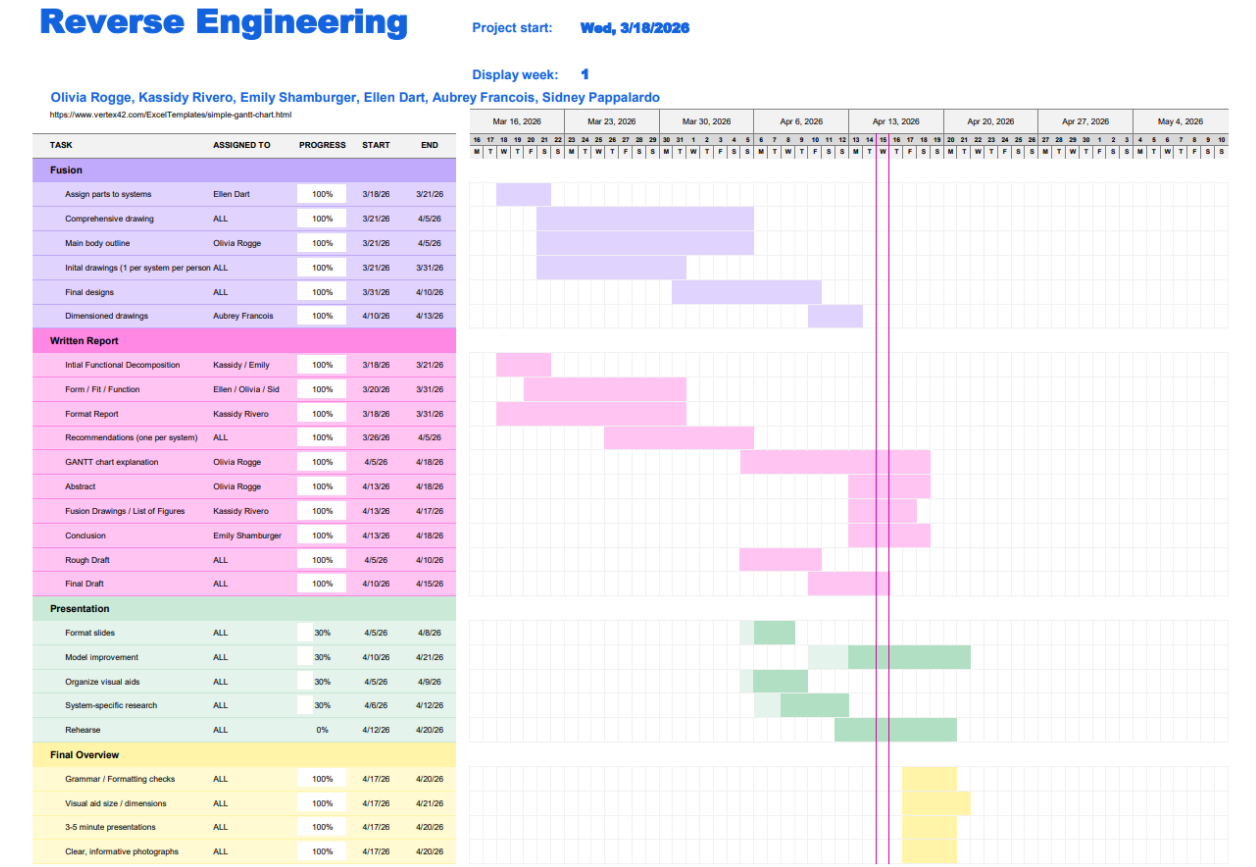 Reverse Engineering
Project start: Wed, 3/18/2026
Display week: 1
Olivia Rogge, Kassidy Rivero, Emily Shamburger, Ellen Dart, Aubrey Francois, Sidney Pappalardo
https://www.vertex42.com/ExcelTemplates/simple-gantt-chart.html
Mar 16, 2026 Mar 23, 2026 Mar 30, 2026 Apr 6, 2026 Apr 13, 2026 Apr 20, 2026 Apr 27, 2026 May 4, 2026
16 17 18 19 20 21 22 23 24 25 26 27 28 29 30 31 1 2 3 4 5 6 7 8 9 10 11 12 13 14 15 16 17 18 19 20 21 22 23 24 25 26 27 28 29 30 1 2 3 4 5 6 7 8 9 10
TASK ASSIGNED TO PROGRESS START END
M T W T F S S M T W T F S S M T W T F S S M T W T F S S M T W T F S S M T W T F S S M T W T F S S M T W T F S S
Fusion
Assign parts to systems Ellen Dart 100% 3/18/26 3/21/26
Comprehensive drawing ALL 100% 3/21/26 4/5/26
Main body outline Olivia Rogge 100% 3/21/26 4/5/26
Inital drawings (1 per system per person ALL 100% 3/21/26 3/31/26
Final designs ALL 100% 3/31/26 4/10/26
Dimensioned drawings Aubrey Francois 100% 4/10/26 4/13/26
Written Report
Intial Functional Decomposition Kassidy / Emily 100% 3/18/26 3/21/26
Form / Fit / Function Ellen / Olivia / Sid 100% 3/20/26 3/31/26
Format Report Kassidy Rivero 100% 3/18/26 3/31/26
Recommendations (one per system) ALL 100% 3/26/26 4/5/26
GANTT chart explanation Olivia Rogge 100% 4/5/26 4/18/26
Abstract Olivia Rogge 100% 4/13/26 4/18/26
Fusion Drawings / List of Figures Kassidy Rivero 100% 4/13/26 4/17/26
Conclusion Emily Shamburger 100% 4/13/26 4/18/26
Rough Draft ALL 100% 4/5/26 4/10/26
Final Draft ALL 100% 4/10/26 4/15/26
Presentation
Format slides ALL 30% 4/5/26 4/8/26
Model improvement ALL 30% 4/10/26 4/21/26
Organize visual aids ALL 30% 4/5/26 4/9/26
System-specific research ALL 30% 4/6/26 4/12/26
Rehearse ALL 0% 4/12/26 4/20/26
Final Overview
Grammar / Formatting checks ALL 100% 4/17/26 4/20/26
Visual aid size / dimensions ALL 100% 4/17/26 4/21/26
3-5 minute presentations ALL 100% 4/17/26 4/20/26
Clear, informative photographs ALL 100% 4/17/26 4/20/26